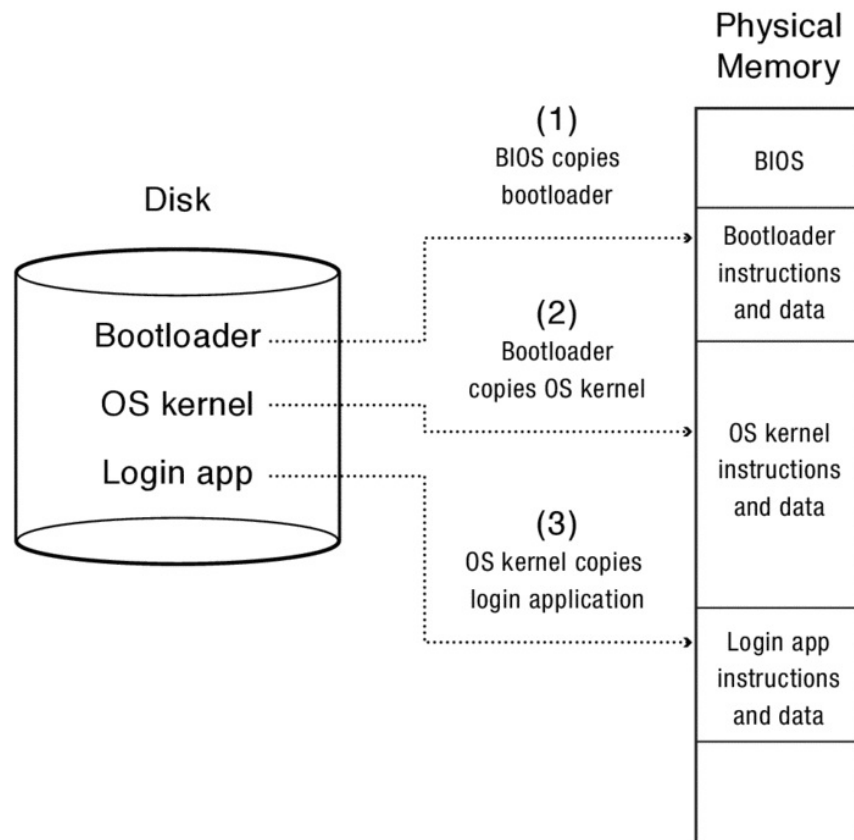 Physical
Memory
(1)
BIOS copies
bootloader
BIOS
Disk
Bootloader
instructions
and data
(2)
Bootloader
copies OS kernel
Bootloader
OS kernel
Login app
OS kernel
instructions
and data
(3)
OS kernel copies
login application
Login app
instructions
and data